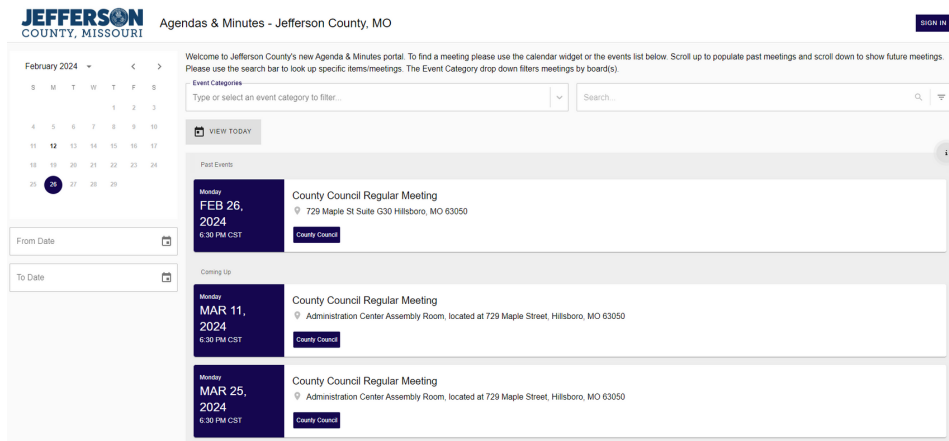 JEFFERSON
COUNTY, MISSOURI
Agendas & Minutes - Jefferson County, MO
SIGN IN
February 2024
S M T W T F S
1 2 3
4 5 6 7 8 9 10
11 12 13 14 15 16 17
18 19 20 21 22 23 24
25 26 27 28 29
From Date
To Date
Welcome to Jefferson County's new Agenda & Minutes portal. To find a meeting please use the calendar widget or the events list below. Scroll up to populate past meetings and scroll down to show future meetings.
Please use the search bar to look up specific items/meetings. The Event Category drop down filters meetings by board(s).
Event Categories
Type or select an event category to filter...
Search...
VIEW TODAY
Past Events
Monday
FEB 26,
2024
6:30 PM CST
County Council Regular Meeting
729 Maple St Suite G30 Hillsboro, MO 63050
County Council
Coming Up
Monday
MAR 11,
2024
6:30 PM CST
County Council Regular Meeting
Administration Center Assembly Room, located at 729 Maple Street, Hillsboro, MO 63050
County Council
Monday
MAR 25,
2024
6:30 PM CST
County Council Regular Meeting
Administration Center Assembly Room, located at 729 Maple Street, Hillsboro, MO 63050
County Council